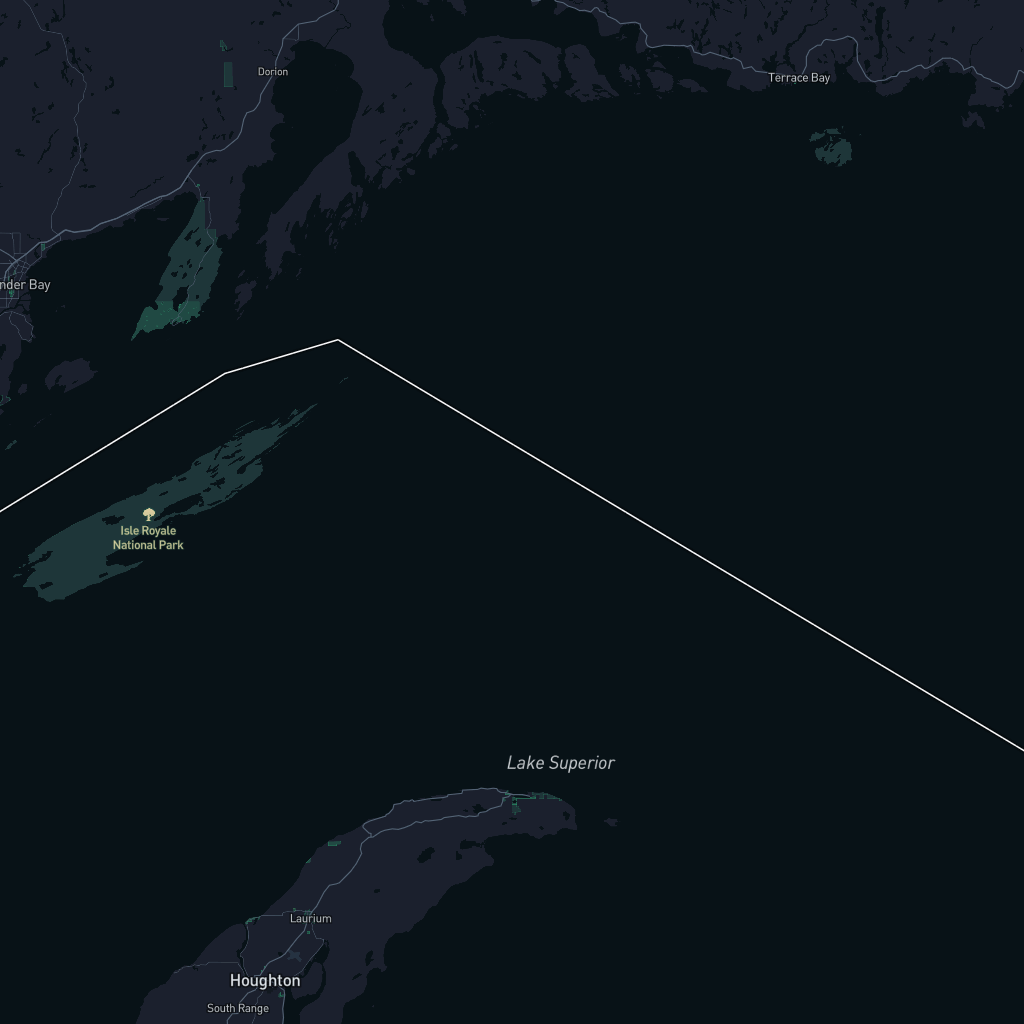 Dorion
Terrace Bay
nder Bay
Isle Royale
National Park
Lake Superior
Laurium
Houghton
South Range